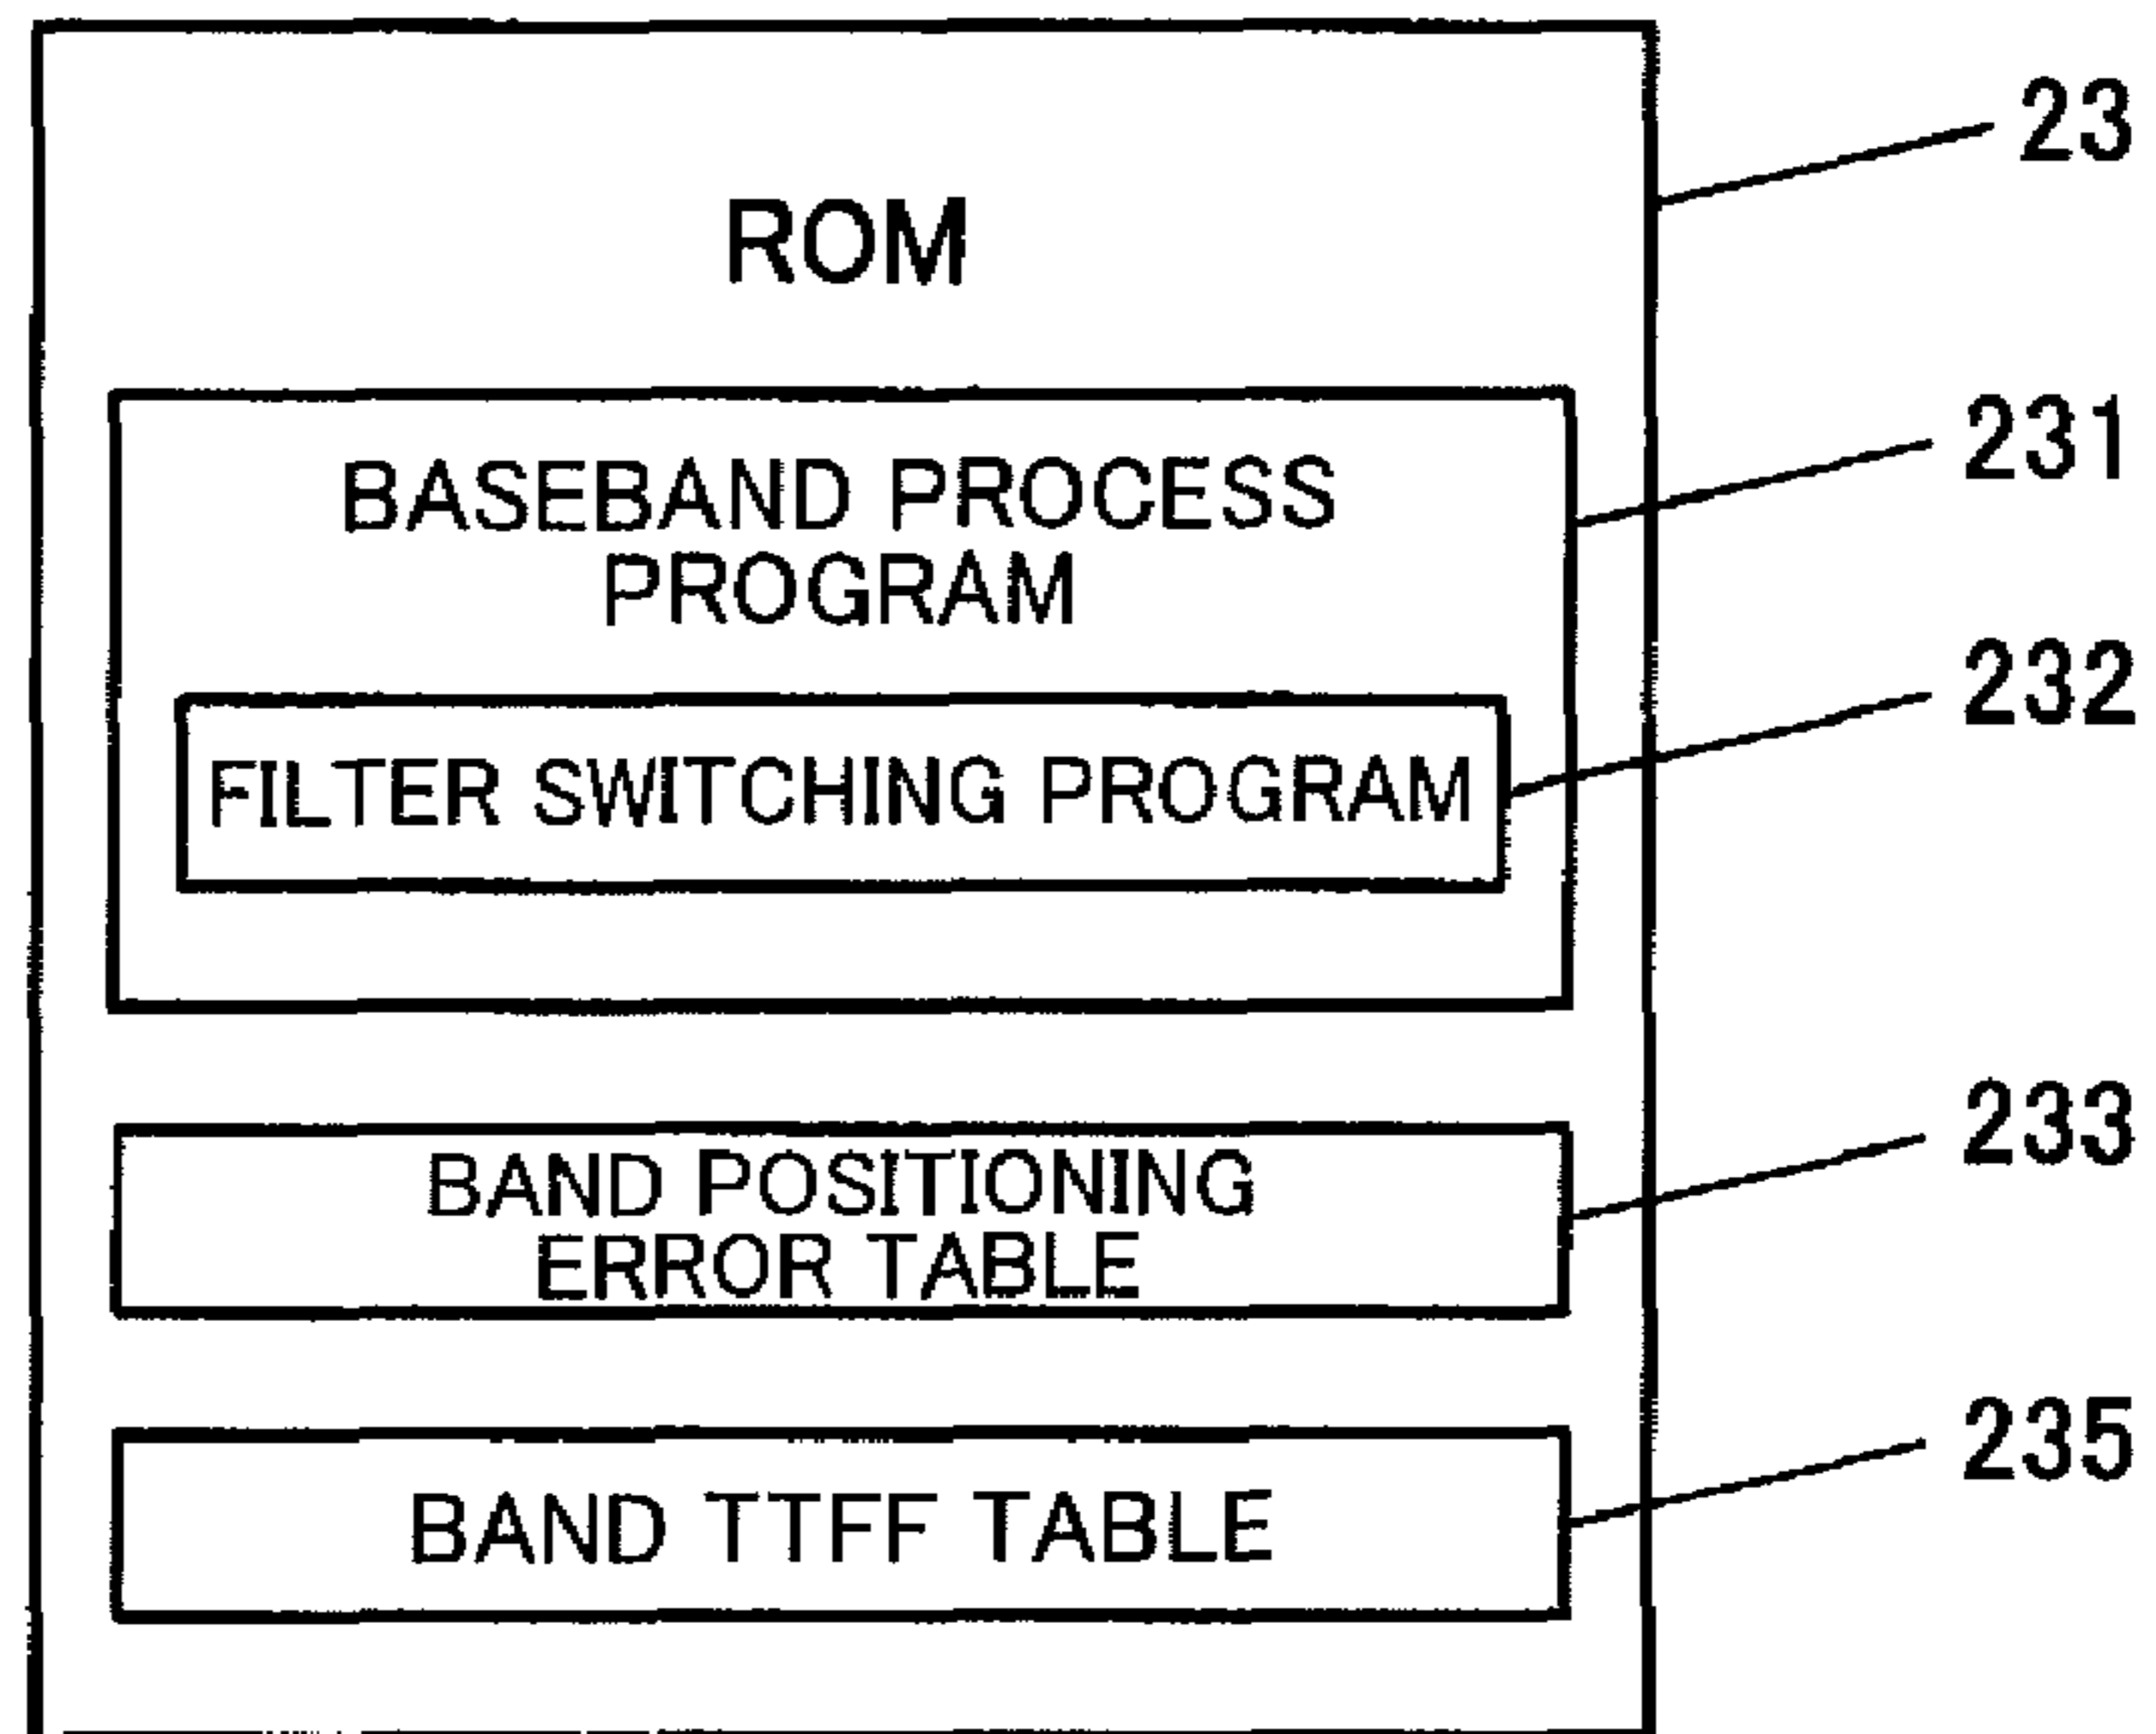 23
ROM
231
BASEBAND PROCESS
PROGRAM
232
FILTER SWITCHING PROGRAM
233
BAND POSITIONING
ERROR TABLE
235
BAND TTFF TABLE